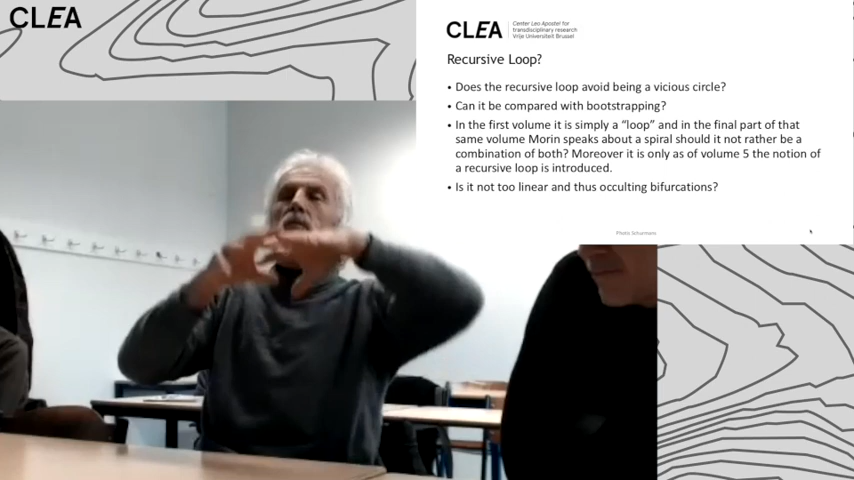 CLEA
CLEA
Center Leo Apostel for
transdisciplinary research
Vrije Universiteit Brussel
Recursive Loop?
• Does the recursive loop avoid being a vicious circle?
• Can it be compared with bootstrapping?
• In the first volume it is simply a “loop” and in the final part of that
same volume Morin speaks about a spiral should it not rather be a
combination of both? Moreover it is only as of volume 5 the notion of
a recursive loop is introduced.
• Is it not too linear and thus occulting bifurcations?